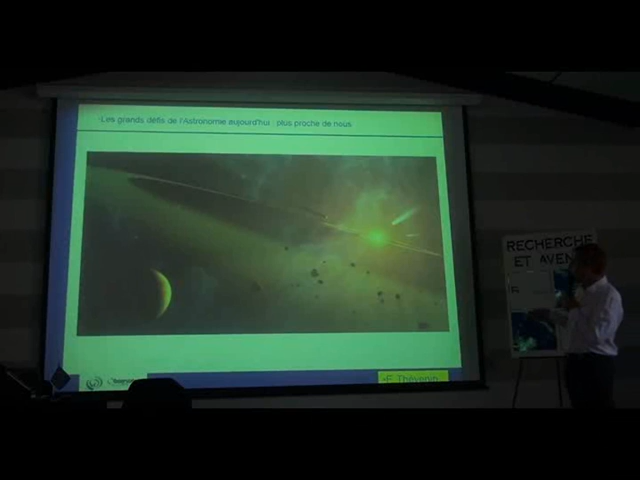 -Les grands défis de l'Astronomie aujourd'hui : plus proche de nous
RECHERCHE
ET AVEN
-F. Thévenin